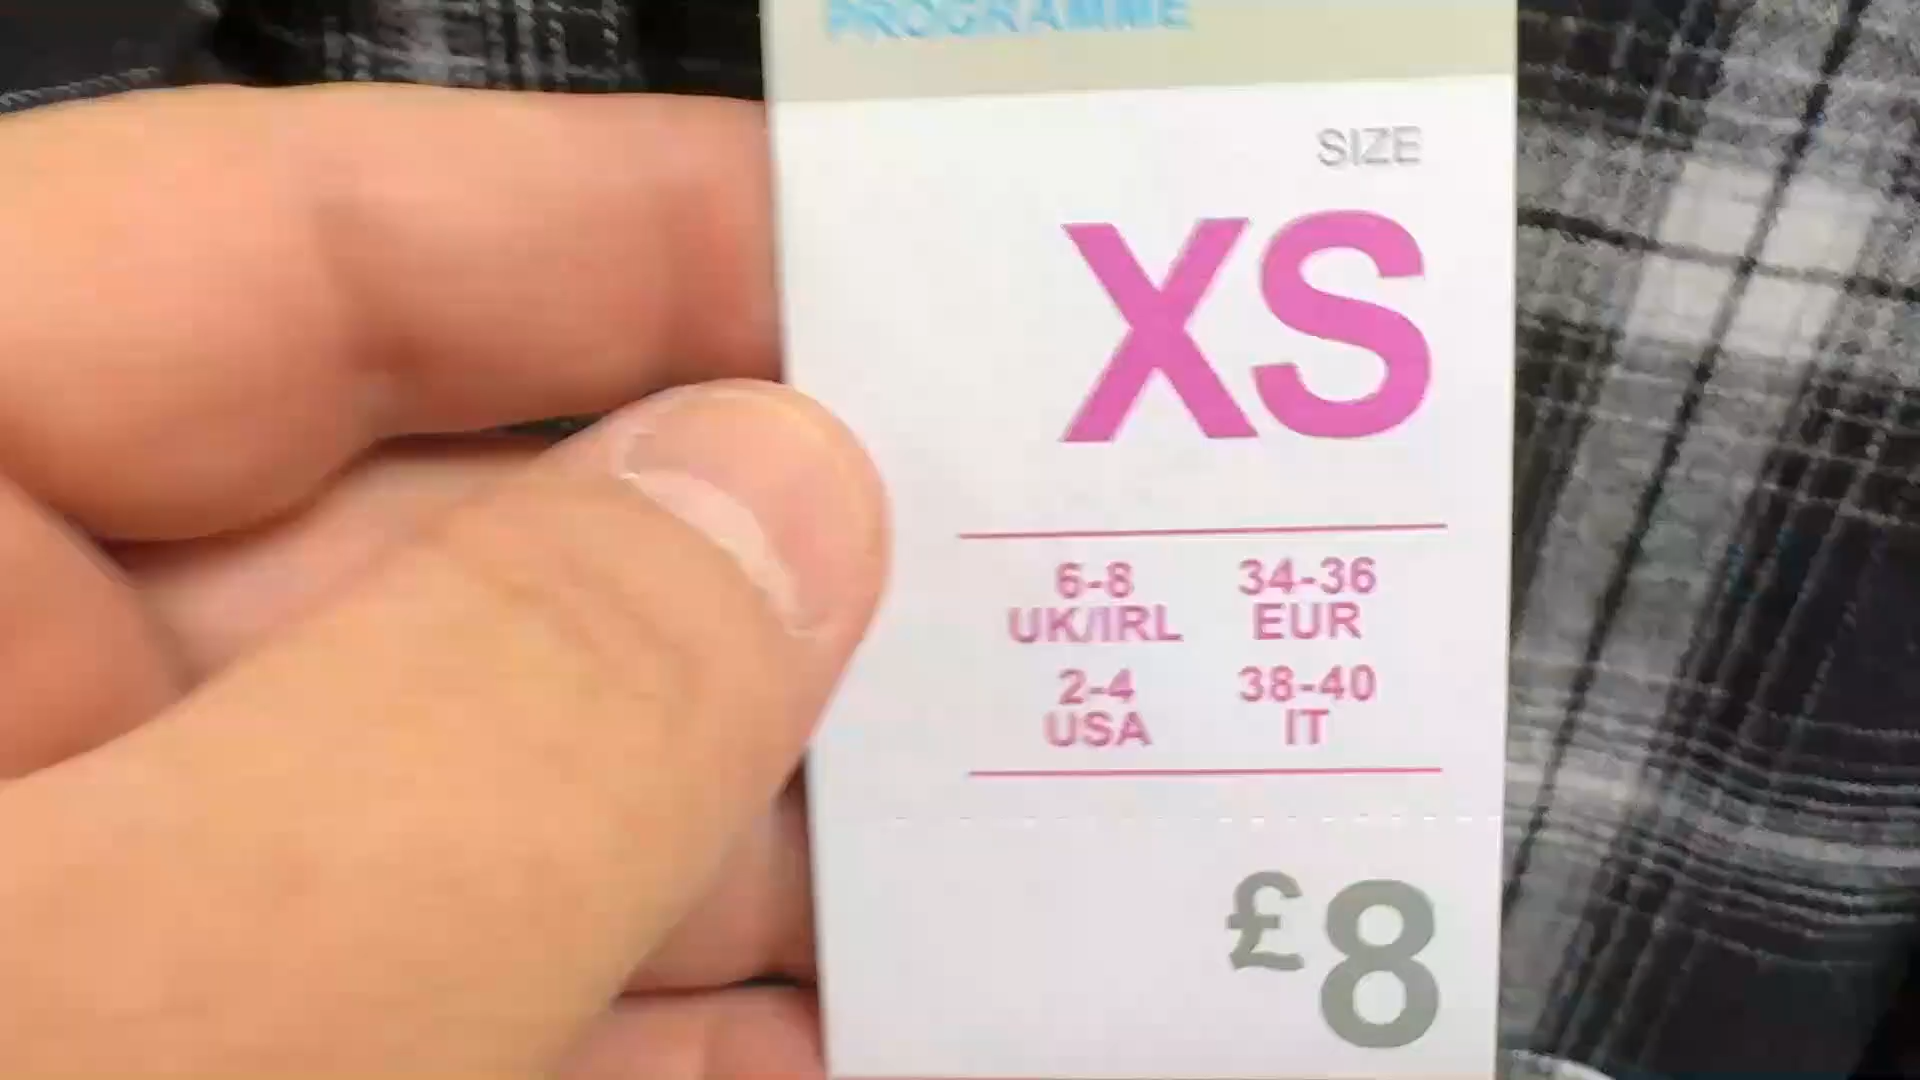 PROGRAMME
SIZE
XS
6-8 34-36
UK/IRL EUR
2-4 38-40
USA IT
£8